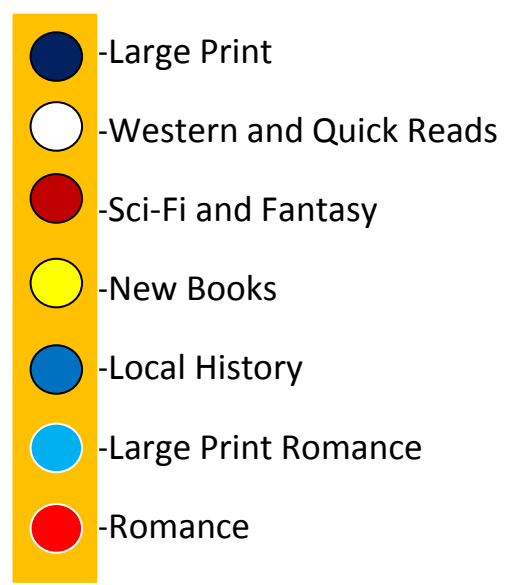 -Large Print
-Western and Quick Reads
-Sci-Fi and Fantasy
-New Books
-Local History
-Large Print Romance
-Romance